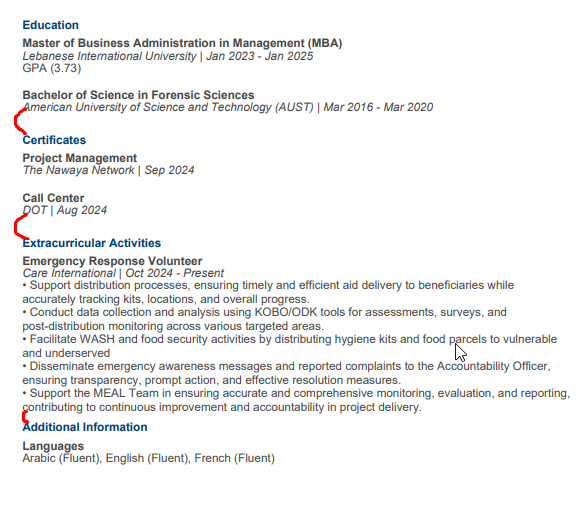 Education
Master of Business Administration in Management (MBA)
Lebanese International University | Jan 2023 - Jan 2025
GPA (3.73)
Bachelor of Science in Forensic Sciences
American University of Science and Technology (AUST) | Mar 2016 - Mar 2020
Certificates
Project Management
The Nawaya Network | Sep 2024
Call Center
DOT | Aug 2024
Extracurricular Activities
Emergency Response Volunteer
Care International | Oct 2024 - Present
• Support distribution processes, ensuring timely and efficient aid delivery to beneficiaries while
accurately tracking kits, locations, and overall progress.
• Conduct data collection and analysis using KOBO/ODK tools for assessments, surveys, and
post-distribution monitoring across various targeted areas.
• Facilitate WASH and food security activities by distributing hygiene kits and food parcels to vulnerable
and underserved
• Disseminate emergency awareness messages and reported complaints to the Accountability Officer,
ensuring transparency, prompt action, and effective resolution measures.
• Support the MEAL Team in ensuring accurate and comprehensive monitoring, evaluation, and reporting,
contributing to continuous improvement and accountability in project delivery.
Additional Information
Languages
Arabic (Fluent), English (Fluent), French (Fluent)